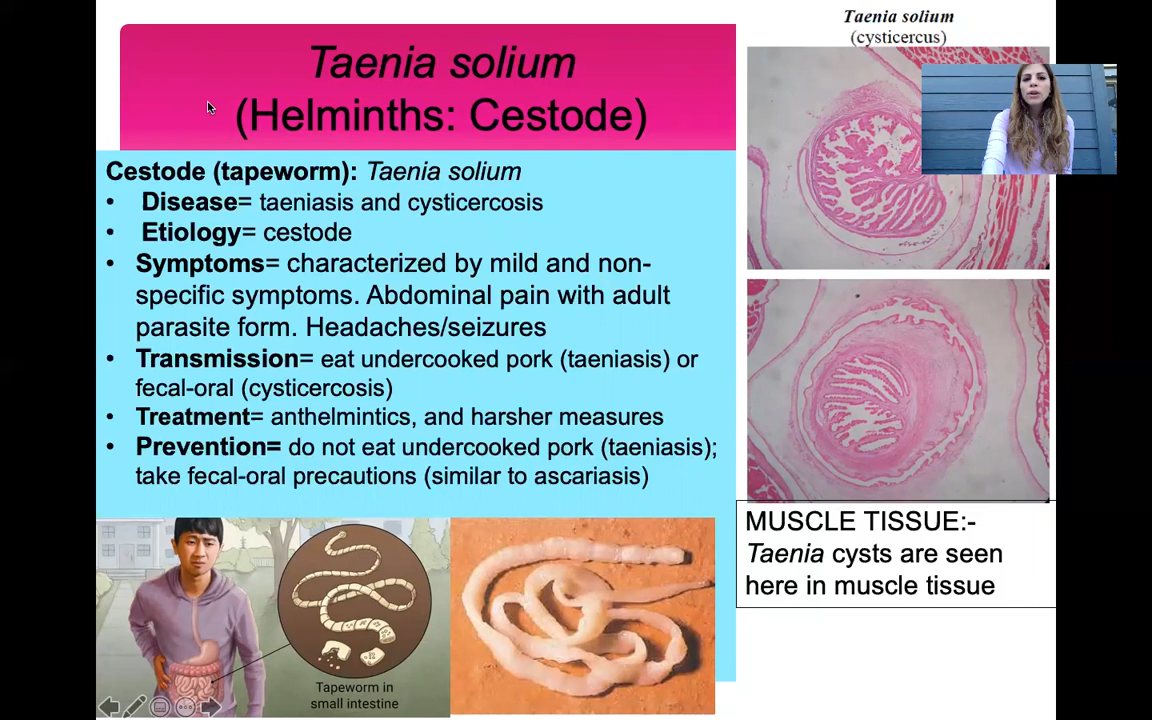 Taenia solium
(Helminths: Cestode)
Cestode (tapeworm): Taenia solium
• Disease= taeniasis and cysticercosis
• Etiology= cestode
• Symptoms= characterized by mild and non-
specific symptoms. Abdominal pain with adult
parasite form. Headaches/seizures
• Transmission= eat undercooked pork (taeniasis) or
fecal-oral (cysticercosis)
• Treatment= anthelmintics, and harsher measures
• Prevention= do not eat undercooked pork (taeniasis);
take fecal-oral precautions (similar to ascariasis)
Tapeworm in
small intestine
Taenia solium
(cysticercus)
MUSCLE TISSUE:-
Taenia cysts are seen
here in muscle tissue